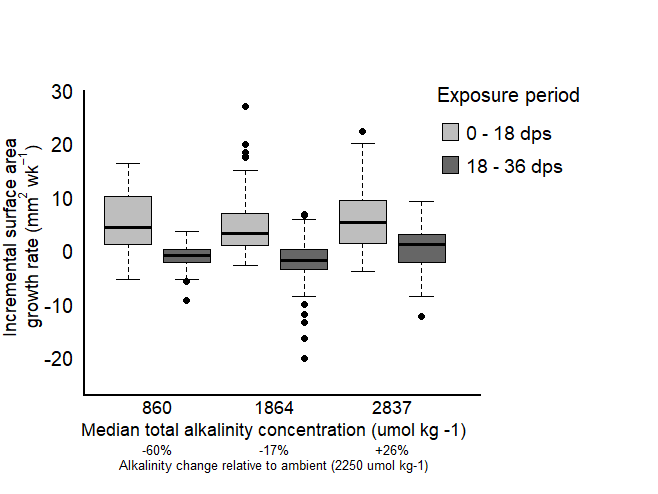 Exposure period
0 - 18 dps
18 - 36 dps
Incremental surface area
growth rate (mm² wk⁻¹)
30
20
10
0
-10
-20
860 1864 2837
Median total alkalinity concentration (umol kg -1)
-60% -17% +26%
Alkalinity change relative to ambient (2250 umol kg-1)